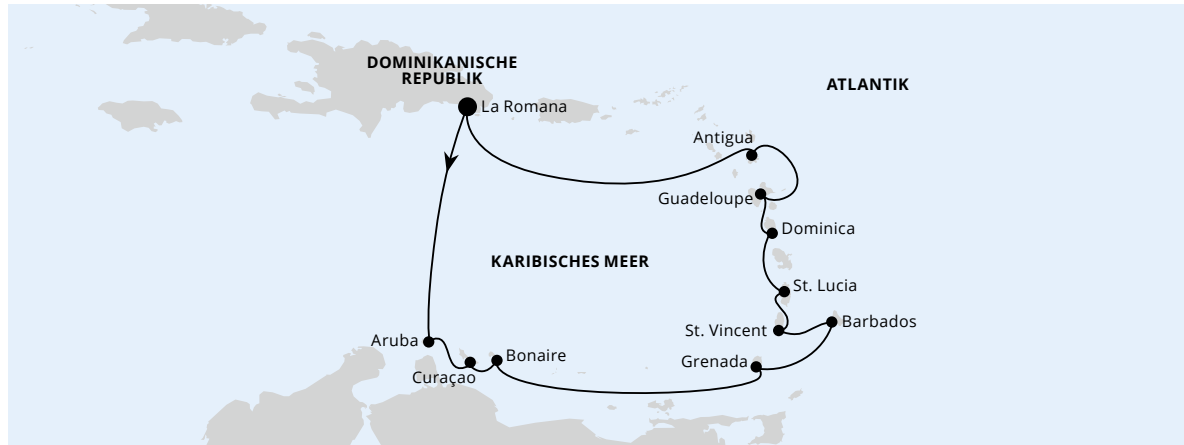 DOMINIKANISCHE
REPUBLIK
ATLANTIK
La Romana
Antigua
Guadeloupe
Dominica
KARIBISCHES MEER
St. Lucia
St. Vincent
Barbados
Aruba
Bonaire
Grenada
Curaçao